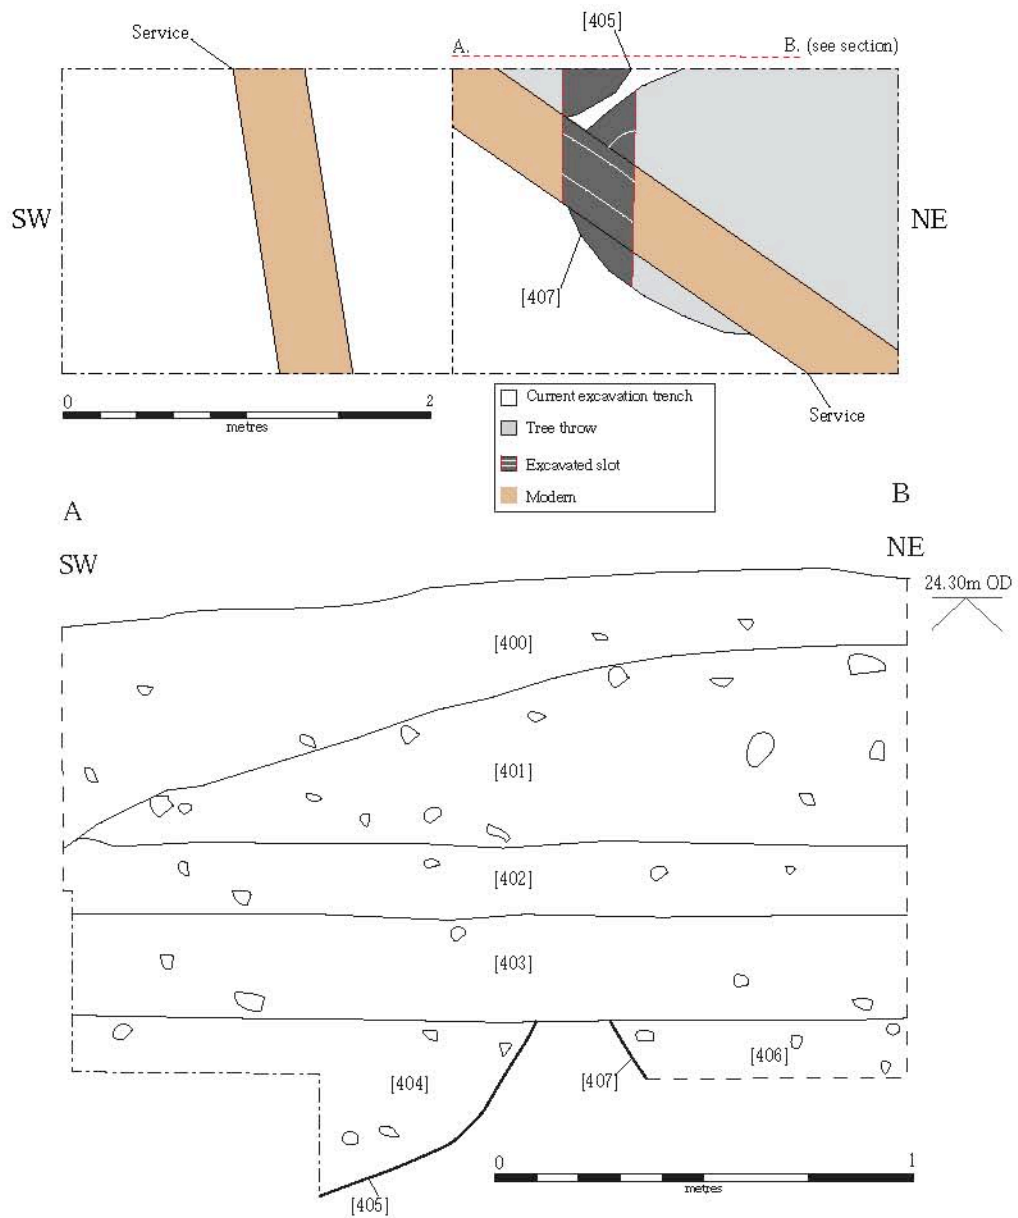 [405]
Service
A.
B. (see section)
SW
NE
[407]
0
2
metres
Service
Current excavation trench
Tree throw
Excavated slot
Modern
A
B
SW
NE
24.30m OD
[400]
[401]
[402]
[403]
[404]
[407]
[406]
[405]
0
1
metres